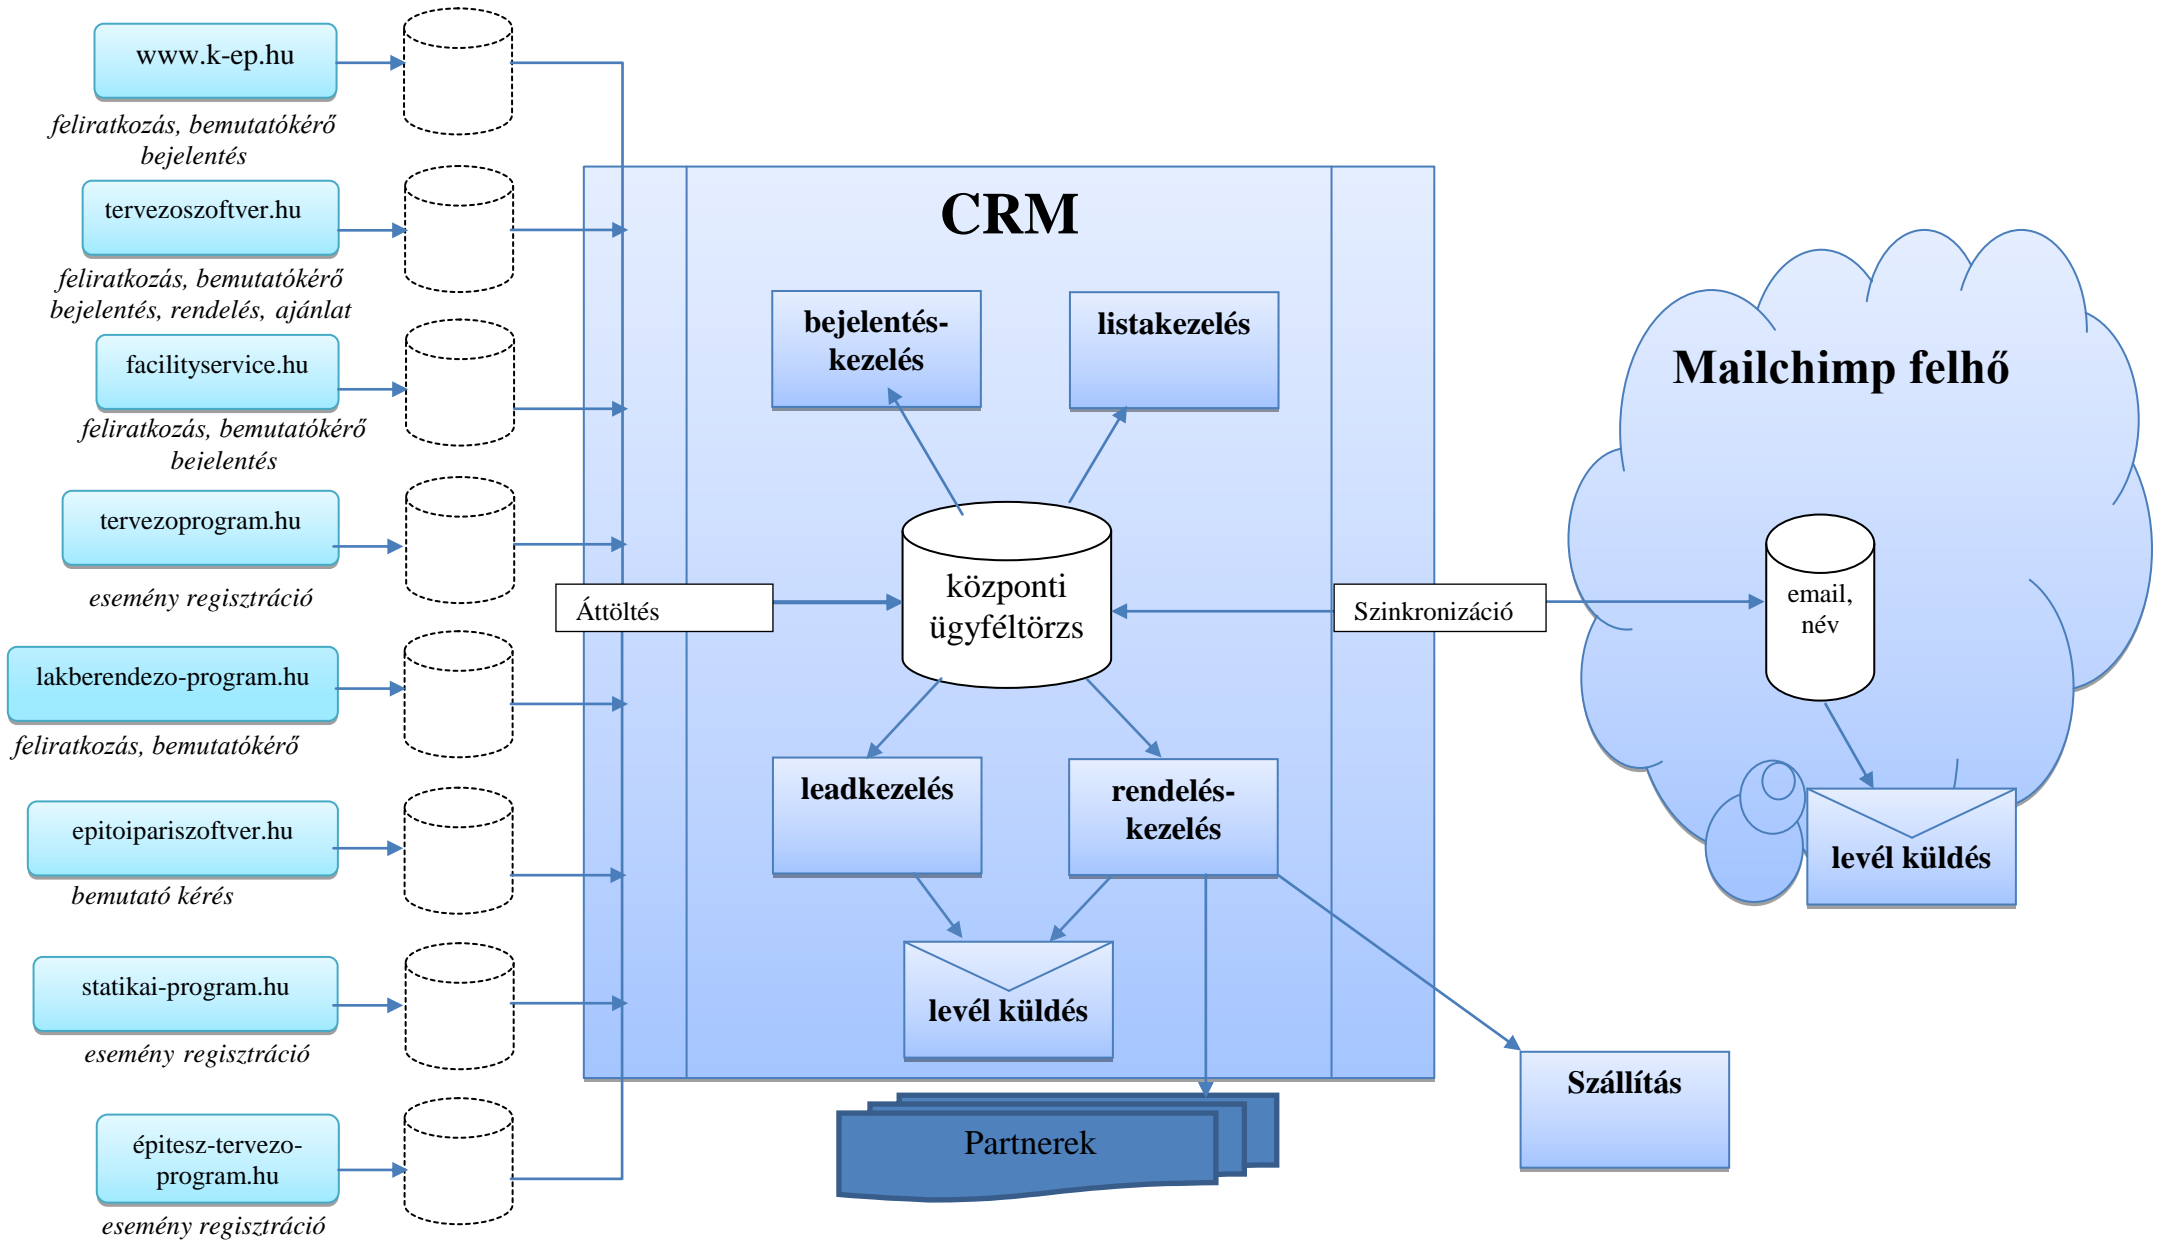 www.k-ep.hu
feliratkozás, bemutatókérő
bejelentés
tervezoszoftver.hu
feliratkozás, bemutatókérő
bejelentés, rendelés, ajánlat
facilityservice.hu
feliratkozás, bemutatókérő
bejelentés
tervezoprogram.hu
esemény regisztráció
lakberendezo-program.hu
feliratkozás, bemutatókérő
epitoipariszoftver.hu
bemutató kérés
statikai-program.hu
esemény regisztráció
épitesz-tervezo-
program.hu
esemény regisztráció
CRM
bejelentés-
kezelés
listakezelés
Áttöltés
központi
ügyféltörzs
Szinkronizáció
leadkezelés
rendelés-
kezelés
levél küldés
Partnerek
Szállítás
Mailchimp felhő
email,
név
levél küldés